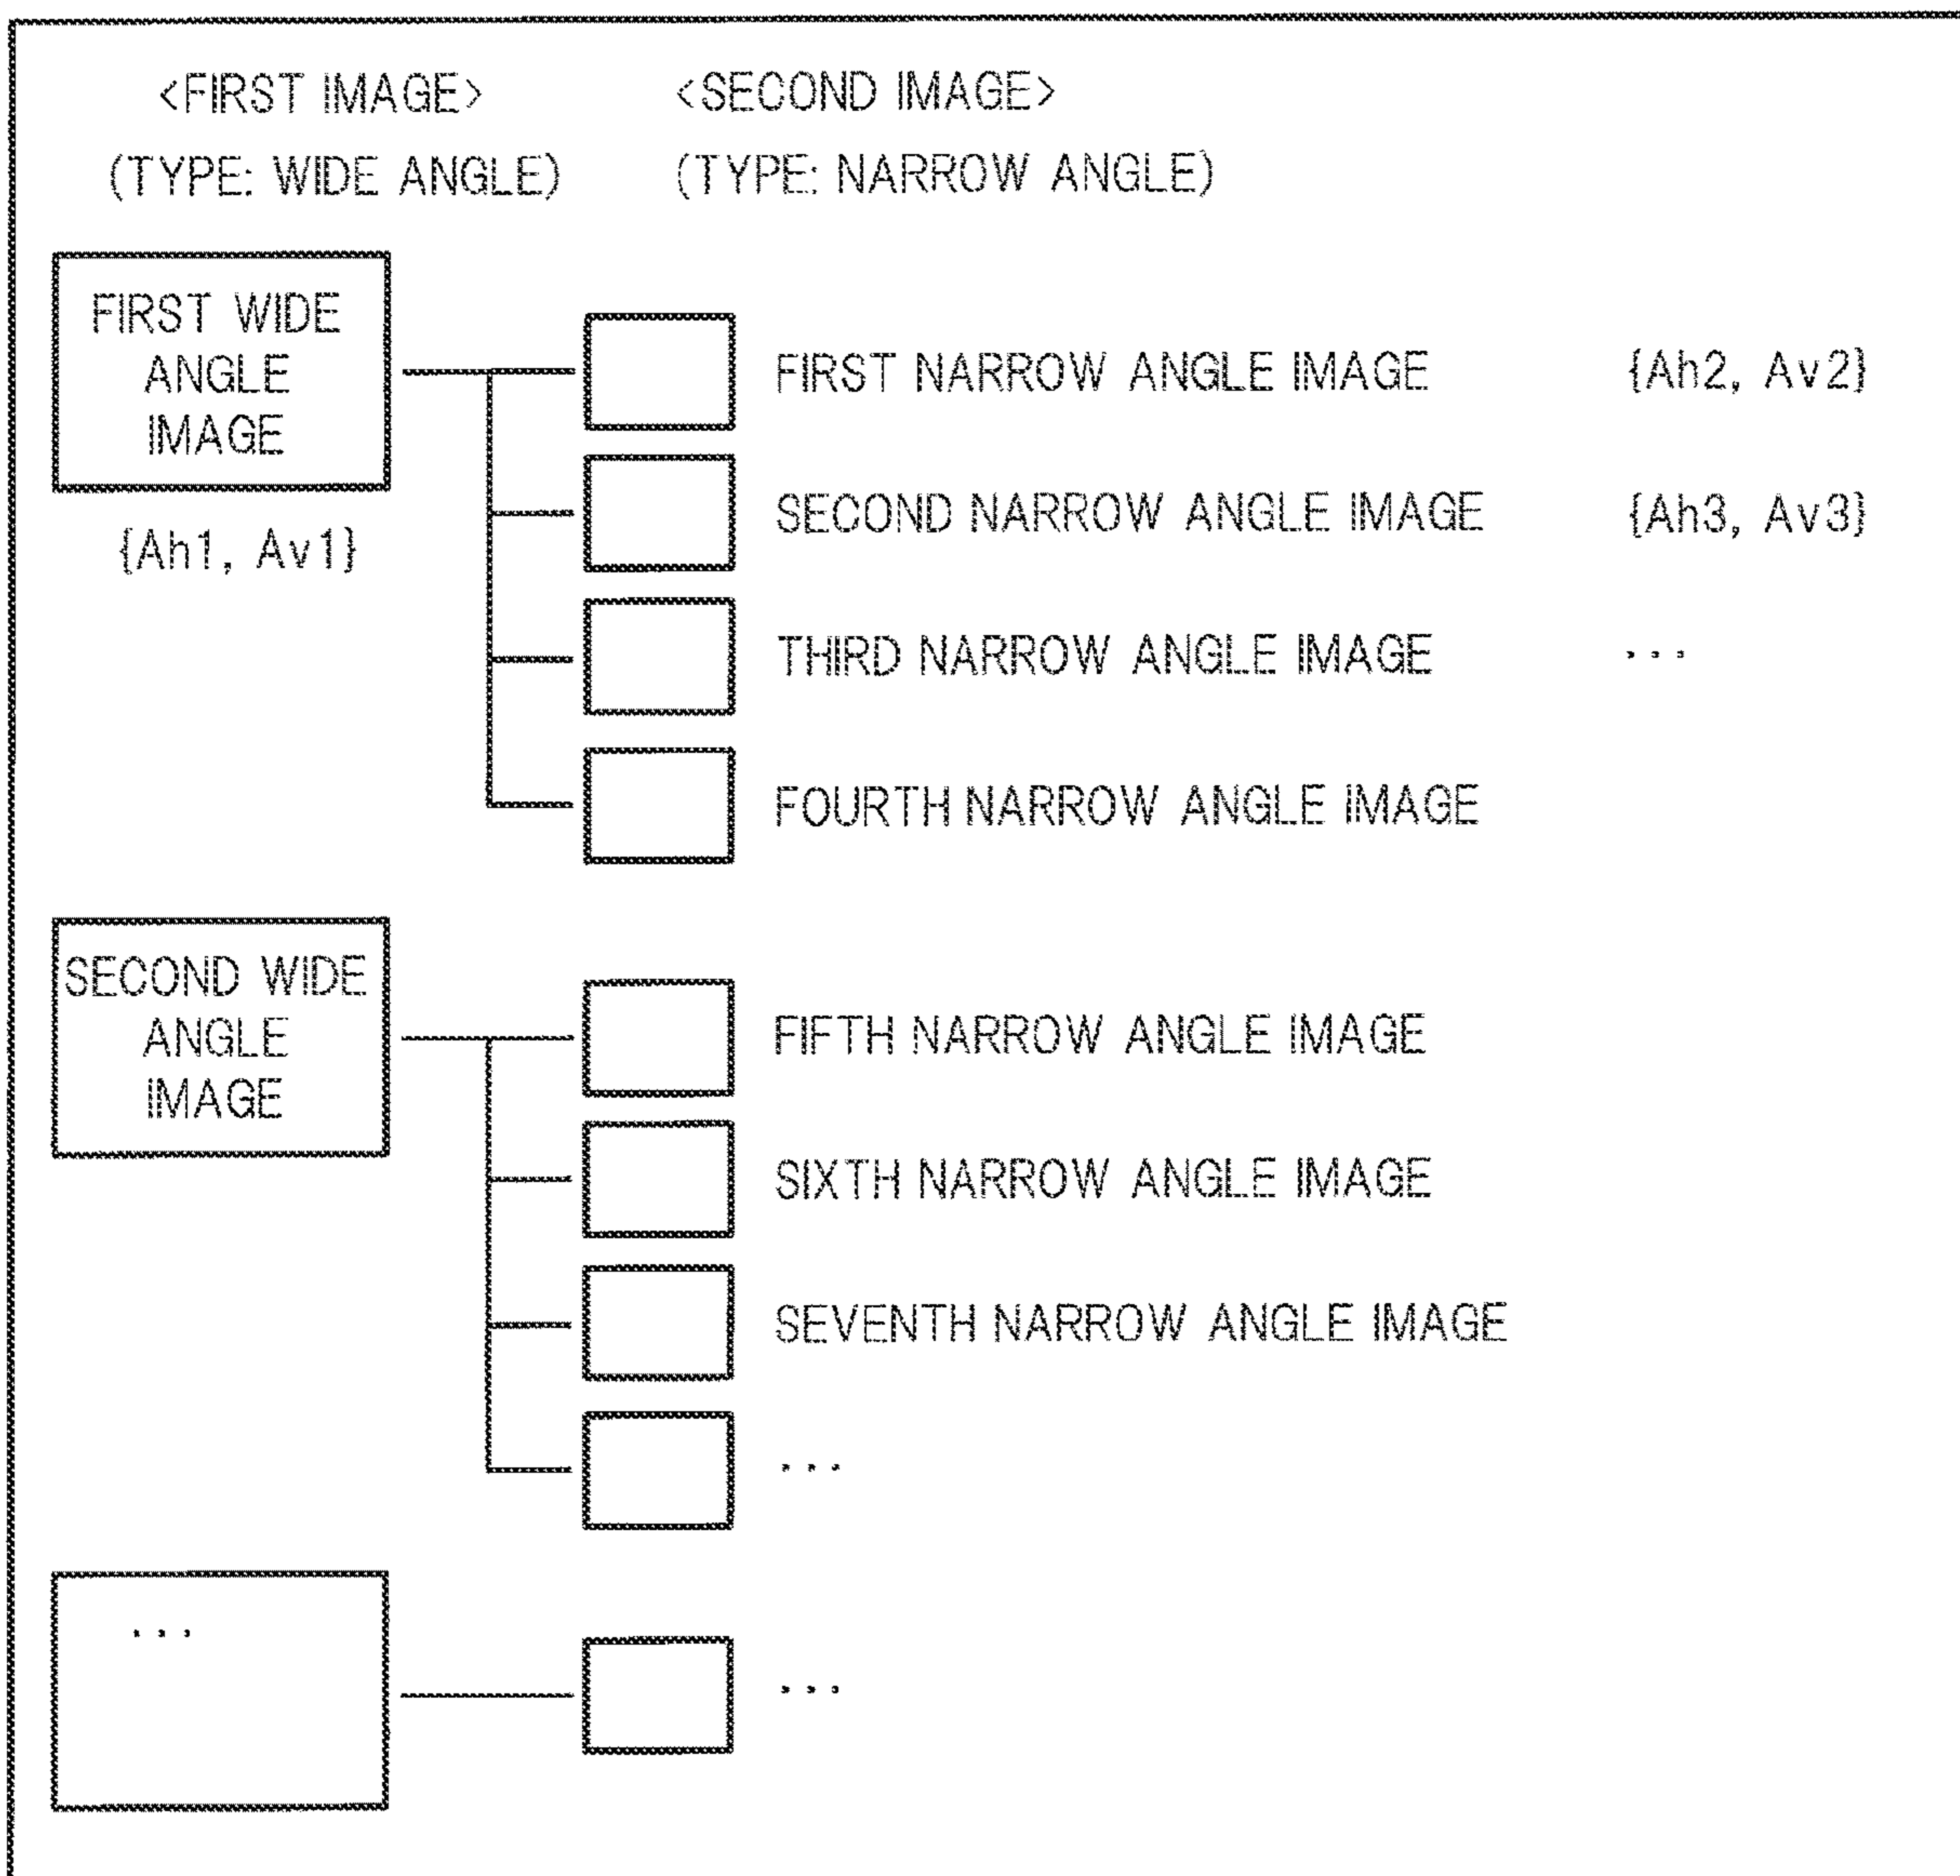 <FIRST IMAGE> <SECOND IMAGE>
(TYPE: WIDE ANGLE) (TYPE: NARROW ANGLE)
FIRST WIDE
ANGLE
IMAGE
{Ah1, Av1}
FIRST NARROW ANGLE IMAGE {Ah2, Av2}
SECOND NARROW ANGLE IMAGE {Ah3, Av3}
THIRD NARROW ANGLE IMAGE ...
FOURTH NARROW ANGLE IMAGE
SECOND WIDE
ANGLE
IMAGE
FIFTH NARROW ANGLE IMAGE
SIXTH NARROW ANGLE IMAGE
SEVENTH NARROW ANGLE IMAGE
...
...
...